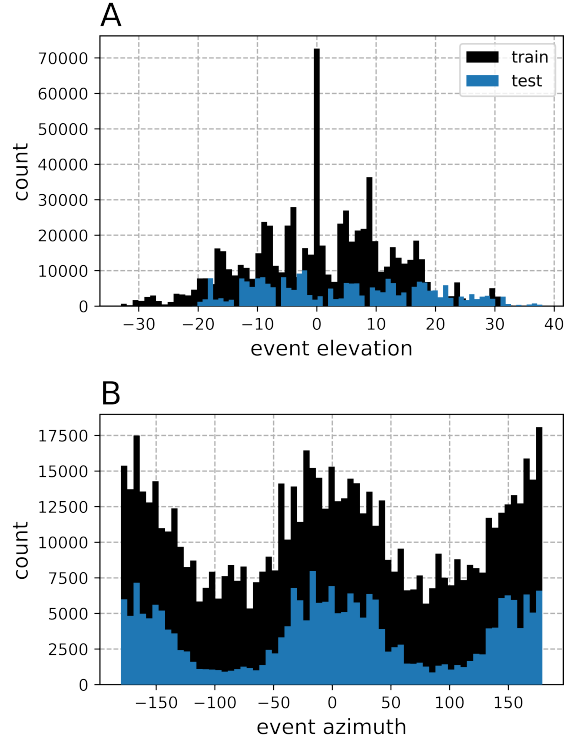 A
70000
60000
50000
40000
30000
20000
10000
0
count
train
test
−30 −20 −10 0 10 20 30 40
event elevation
B
17500
15000
12500
10000
7500
5000
2500
0
count
−150 −100 −50 0 50 100 150
event azimuth